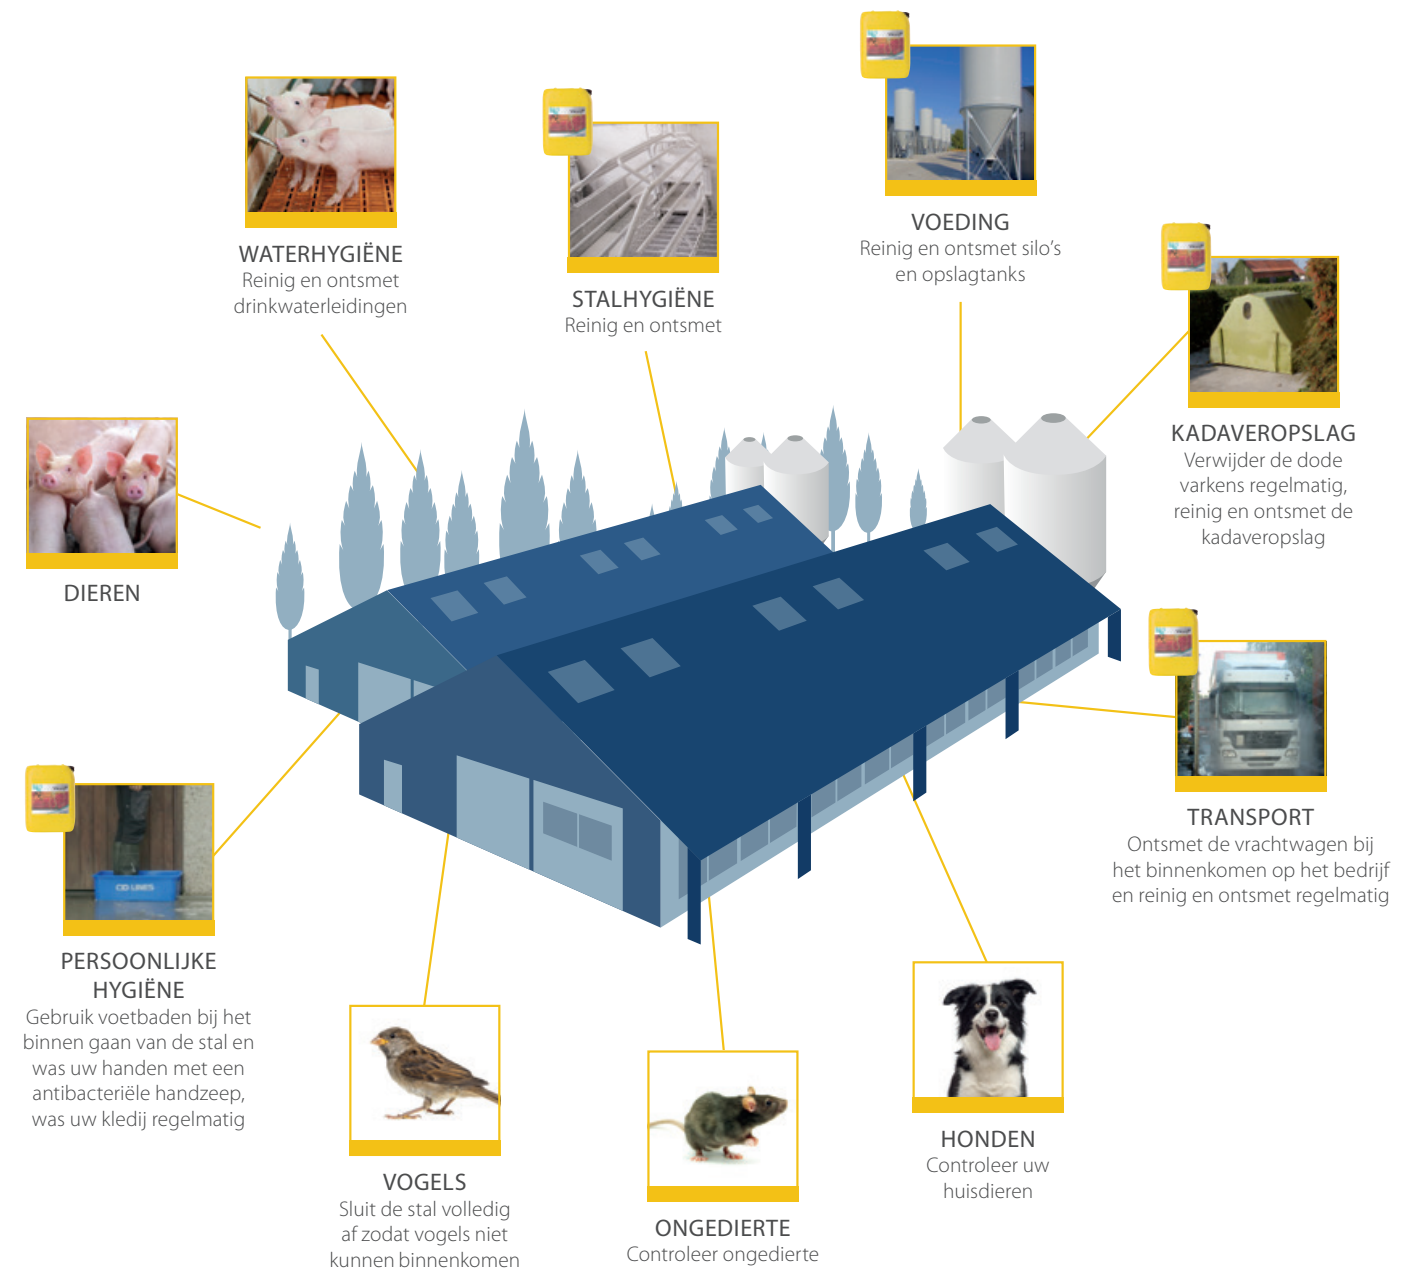 WATERHYGIËNE
Reinig en ontsmet
drinkwaterleidingen
STALHYGIËNE
Reinig en ontsmet
VOEDING
Reinig en ontsmet silo's
en opslagtanks
KADAVEROPSLAG
Verwijder de dode
varkens regelmatig,
reinig en ontsmet de
kadaveropslag
DIEREN
TRANSPORT
Ontsmet de vrachtwagen bij
het binnenkomen op het bedrijf
en reinig en ontsmet regelmatig
CID LINES
PERSOONLIJKE
HYGIËNE
Gebruik voetbaden bij het
binnen gaan van de stal en
was uw handen met een
antibacteriële handzeep,
was uw kledij regelmatig
VOGELS
Sluit de stal volledig
af zodat vogels niet
kunnen binnenkomen
ONGEDIERTE
Controleer ongedierte
HONDEN
Controleer uw
huisdieren